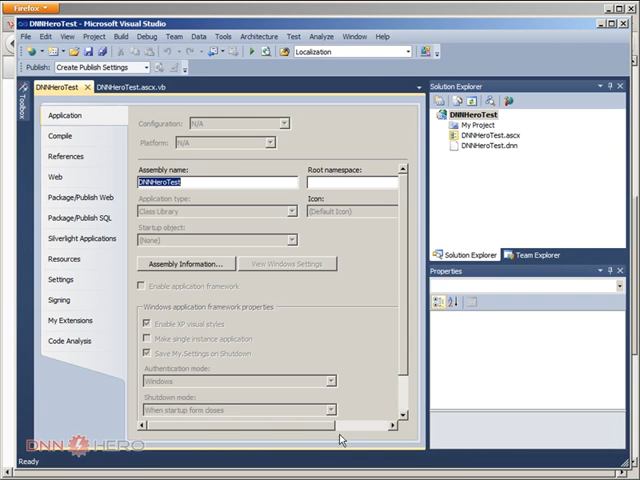 Firefox
DNNHeroTest - Microsoft Visual Studio
File Edit View Project Build Debug Team Data Tools Architecture Test Analyze Window Help
Localization
Publish: Create Publish Settings
DNNHeroTest DNNHeroTest.ascx.vb
Toolbox
Application
Compile
References
Web
Package/Publish Web
Package/Publish SQL
Silverlight Applications
Resources
Settings
Signing
My Extensions
Code Analysis
Configuration: N/A
Platform: N/A
Assembly name: Root namespace:
DNNHeroTest
Application type: Icon:
Class Library (Default Icon)
Startup object:
(None)
Assembly Information... View Windows Settings
Enable application framework
Windows application framework properties
Enable XP visual styles
Make single instance application
Save My.Settings on Shutdown
Authentication mode:
Windows
Shutdown mode:
When startup form closes
Solution Explorer
DNNHeroTest
My Project
DNNHeroTest.ascx
DNNHeroTest.dnn
Solution Explorer Team Explorer
Properties
DNN HERO
Ready